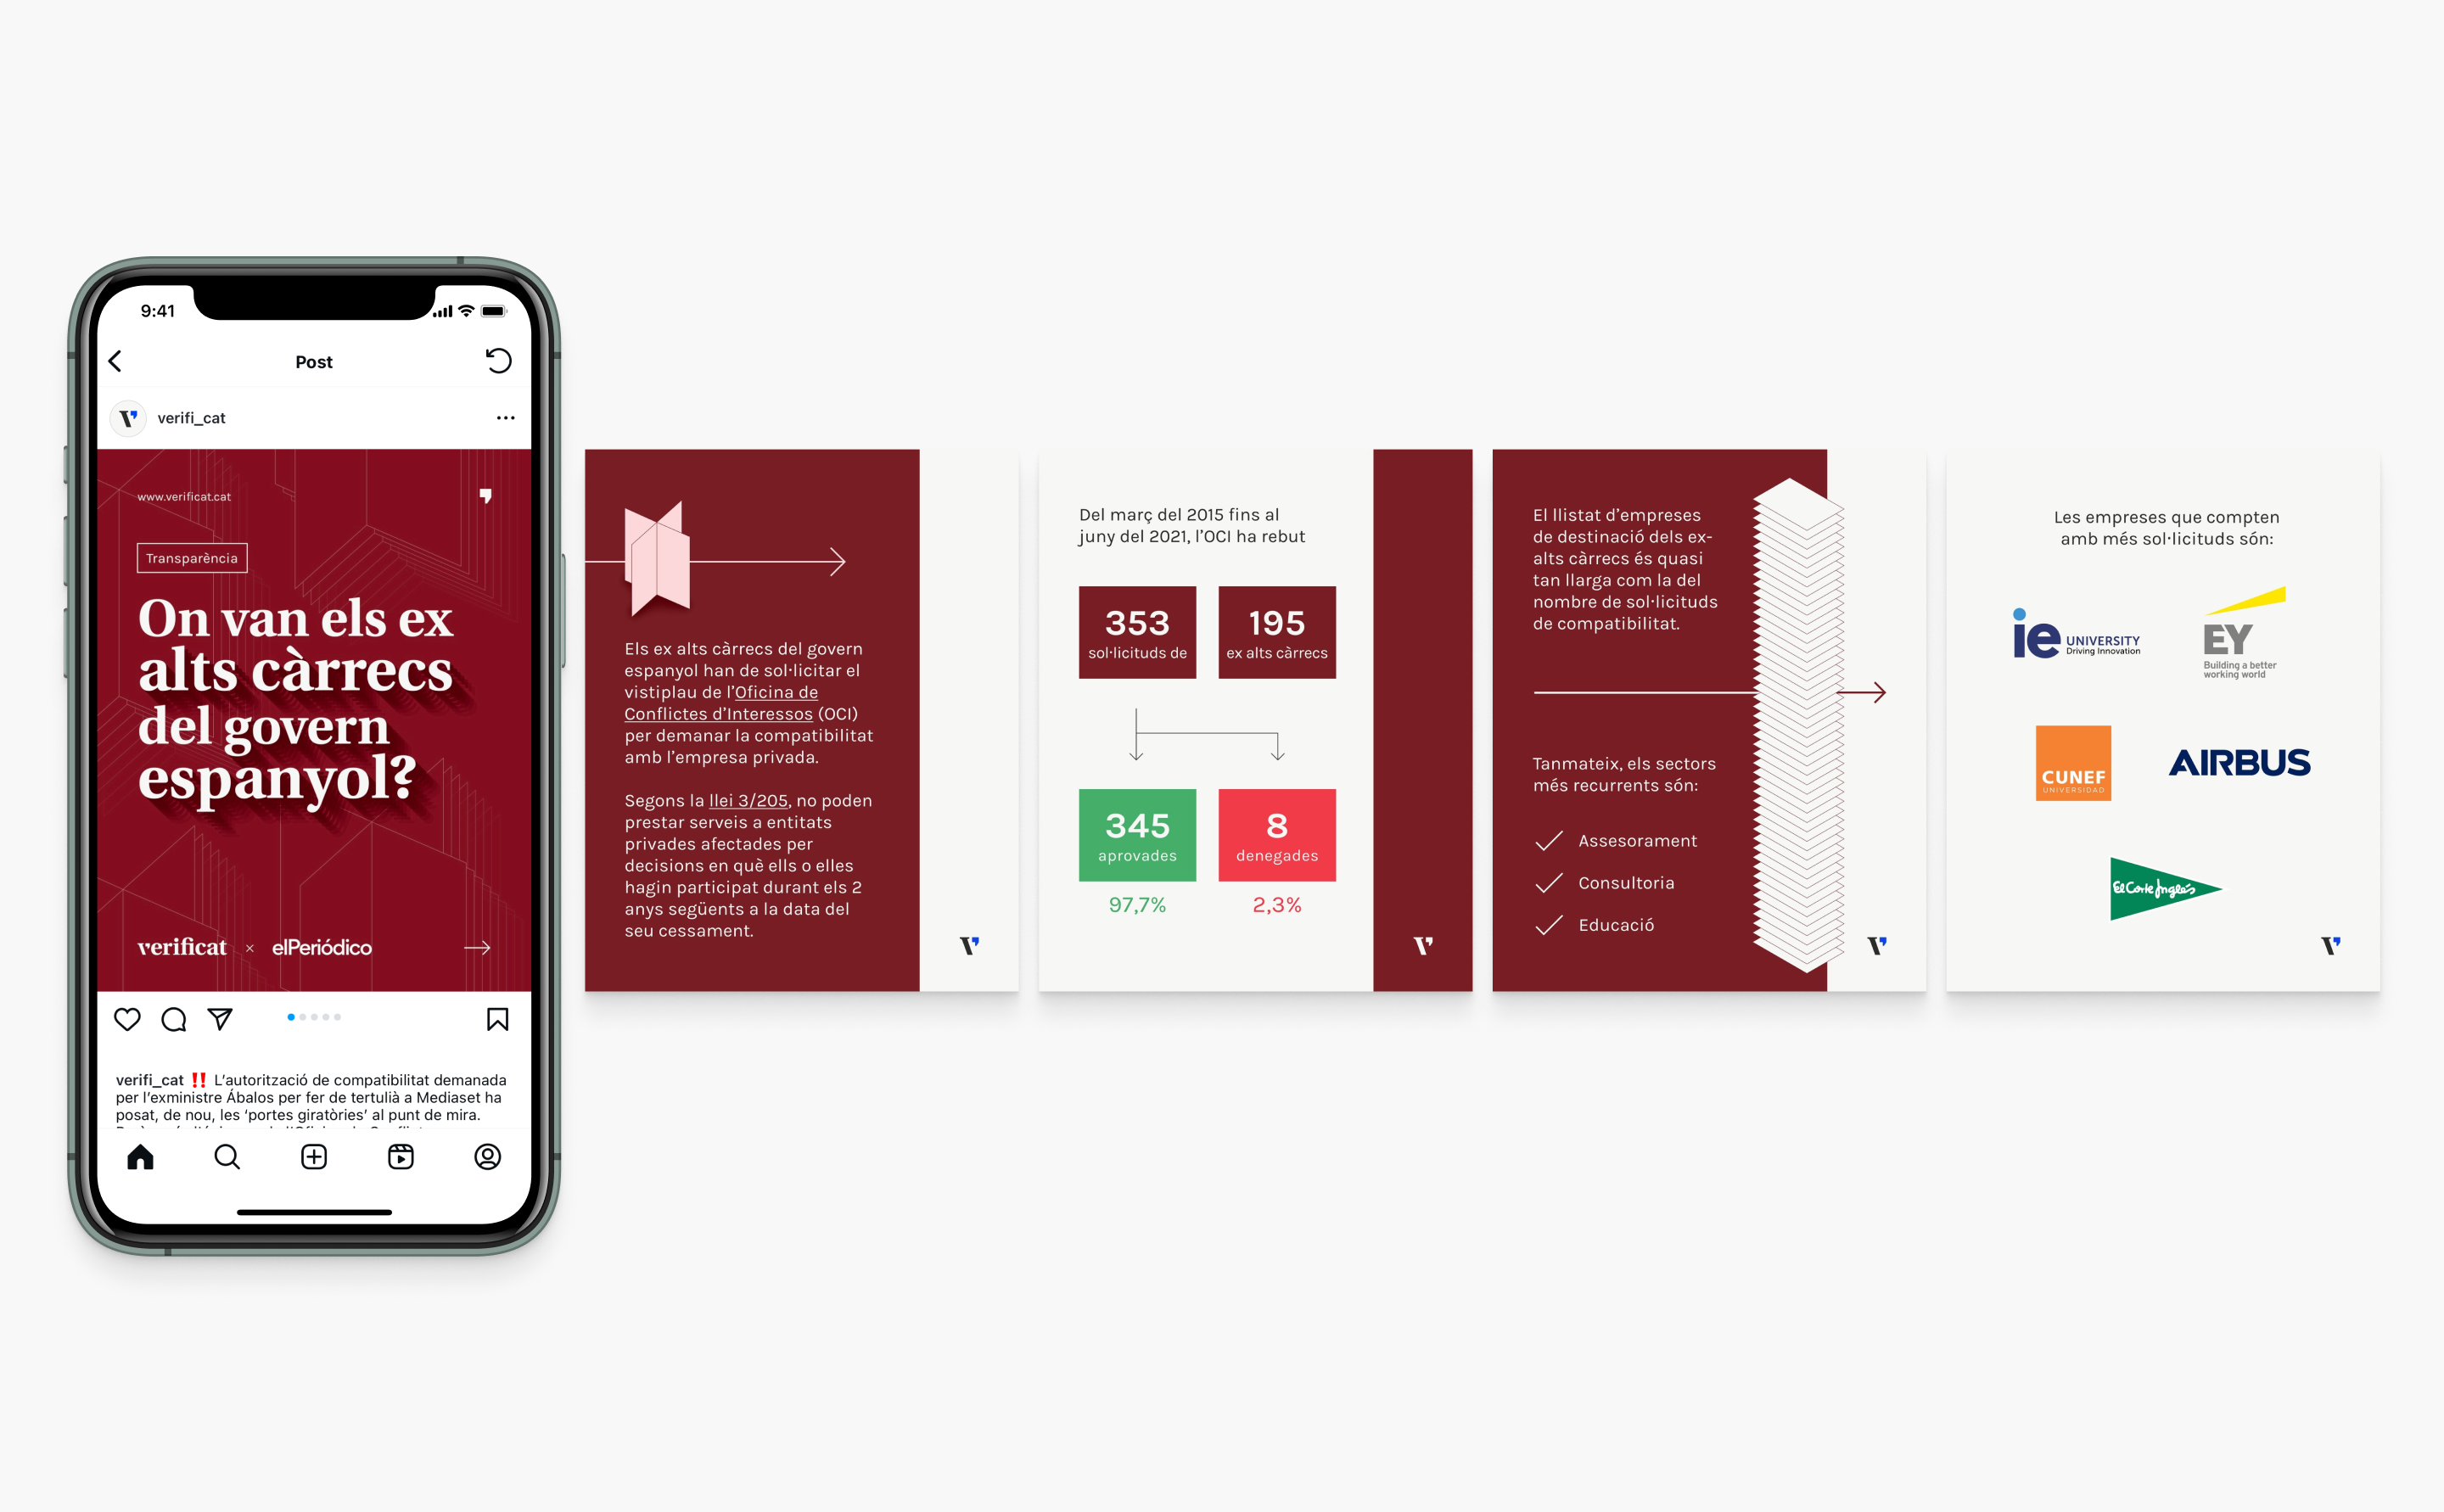 9:41
Post
verifi_cat
www.verificat.cat
Transparència
On van els ex
alts càrrecs
del govern
espanyol?
verificat × elPeriódico
verifi_cat ‼️ L'autorització de compatibilitat demanada
per l'exministre Ábalos per fer de tertulià a Mediaset ha
posat, de nou, les 'portes giratòries' al punt de mira.
Els ex alts càrrecs del govern
espanyol han de sol·licitar el
vistiplau de l'Oficina de
Conflictes d'Interessos (OCI)
per demanar la compatibilitat
amb l'empresa privada.
Segons la llei 3/205, no poden
prestar serveis a entitats
privades afectades per
decisions en què ells o elles
hagin participat durant els 2
anys següents a la data del
seu cessament.
Del març del 2015 fins al
juny del 2021, l'OCI ha rebut
353
sol·licituds de
195
ex alts càrrecs
345
aprovades
8
denegades
97,7%
2,3%
El llistat d'empreses
de destinació dels ex-
alts càrrecs és quasi
tan llarga com la del
nombre de sol·licituds
de compatibilitat.
Tanmateix, els sectors
més recurrents són:
Assesorament
Consultoria
Educació
Les empreses que compten
amb més sol·licituds són:
ie UNIVERSITY
Driving Innovation
EY
Building a better
working world
CUNEF
UNIVERSIDAD
AIRBUS
El Corte Inglés